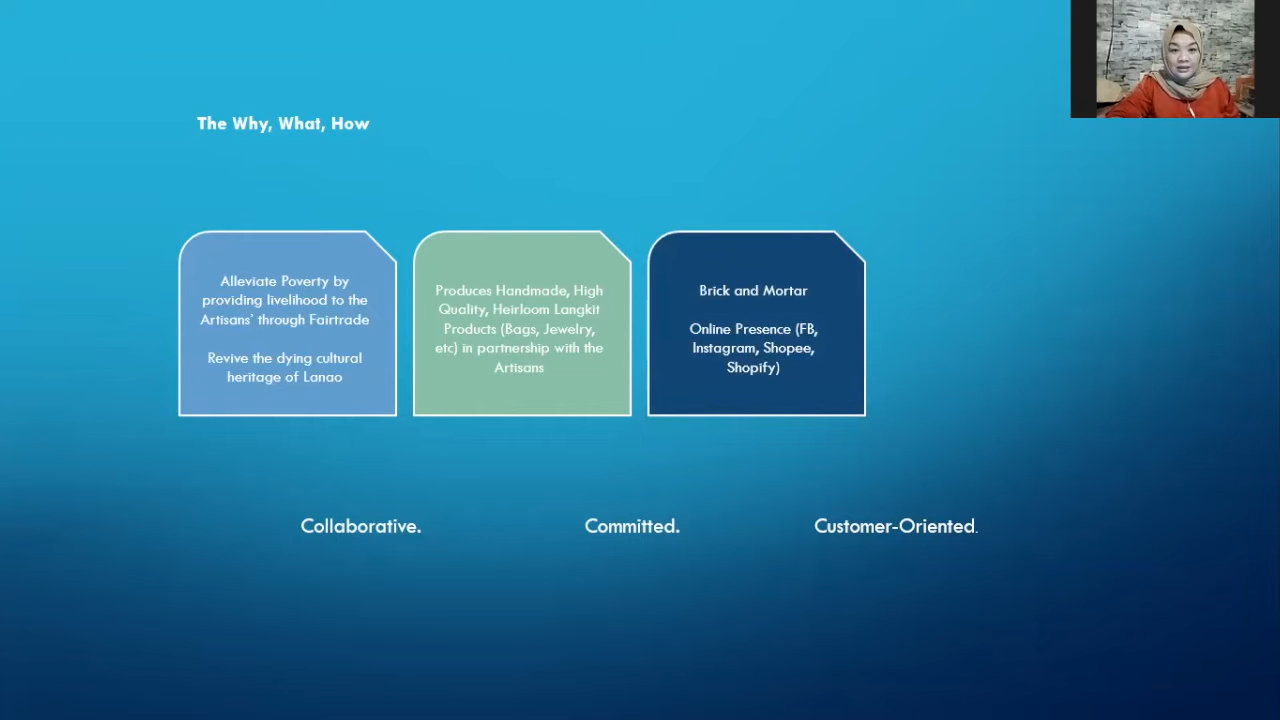 The Why, What, How
Alleviate Poverty by
providing livelihood to the
Artisans' through Fairtrade
Revive the dying cultural
heritage of Lanao
Produces Handmade, High
Quality, Heirloom Langkit
Products (Bags, Jewelry,
etc) in partnership with the
Artisans
Brick and Mortar
Online Presence (FB,
Instagram, Shopee,
Shopify)
Collaborative.
Committed.
Customer-Oriented.